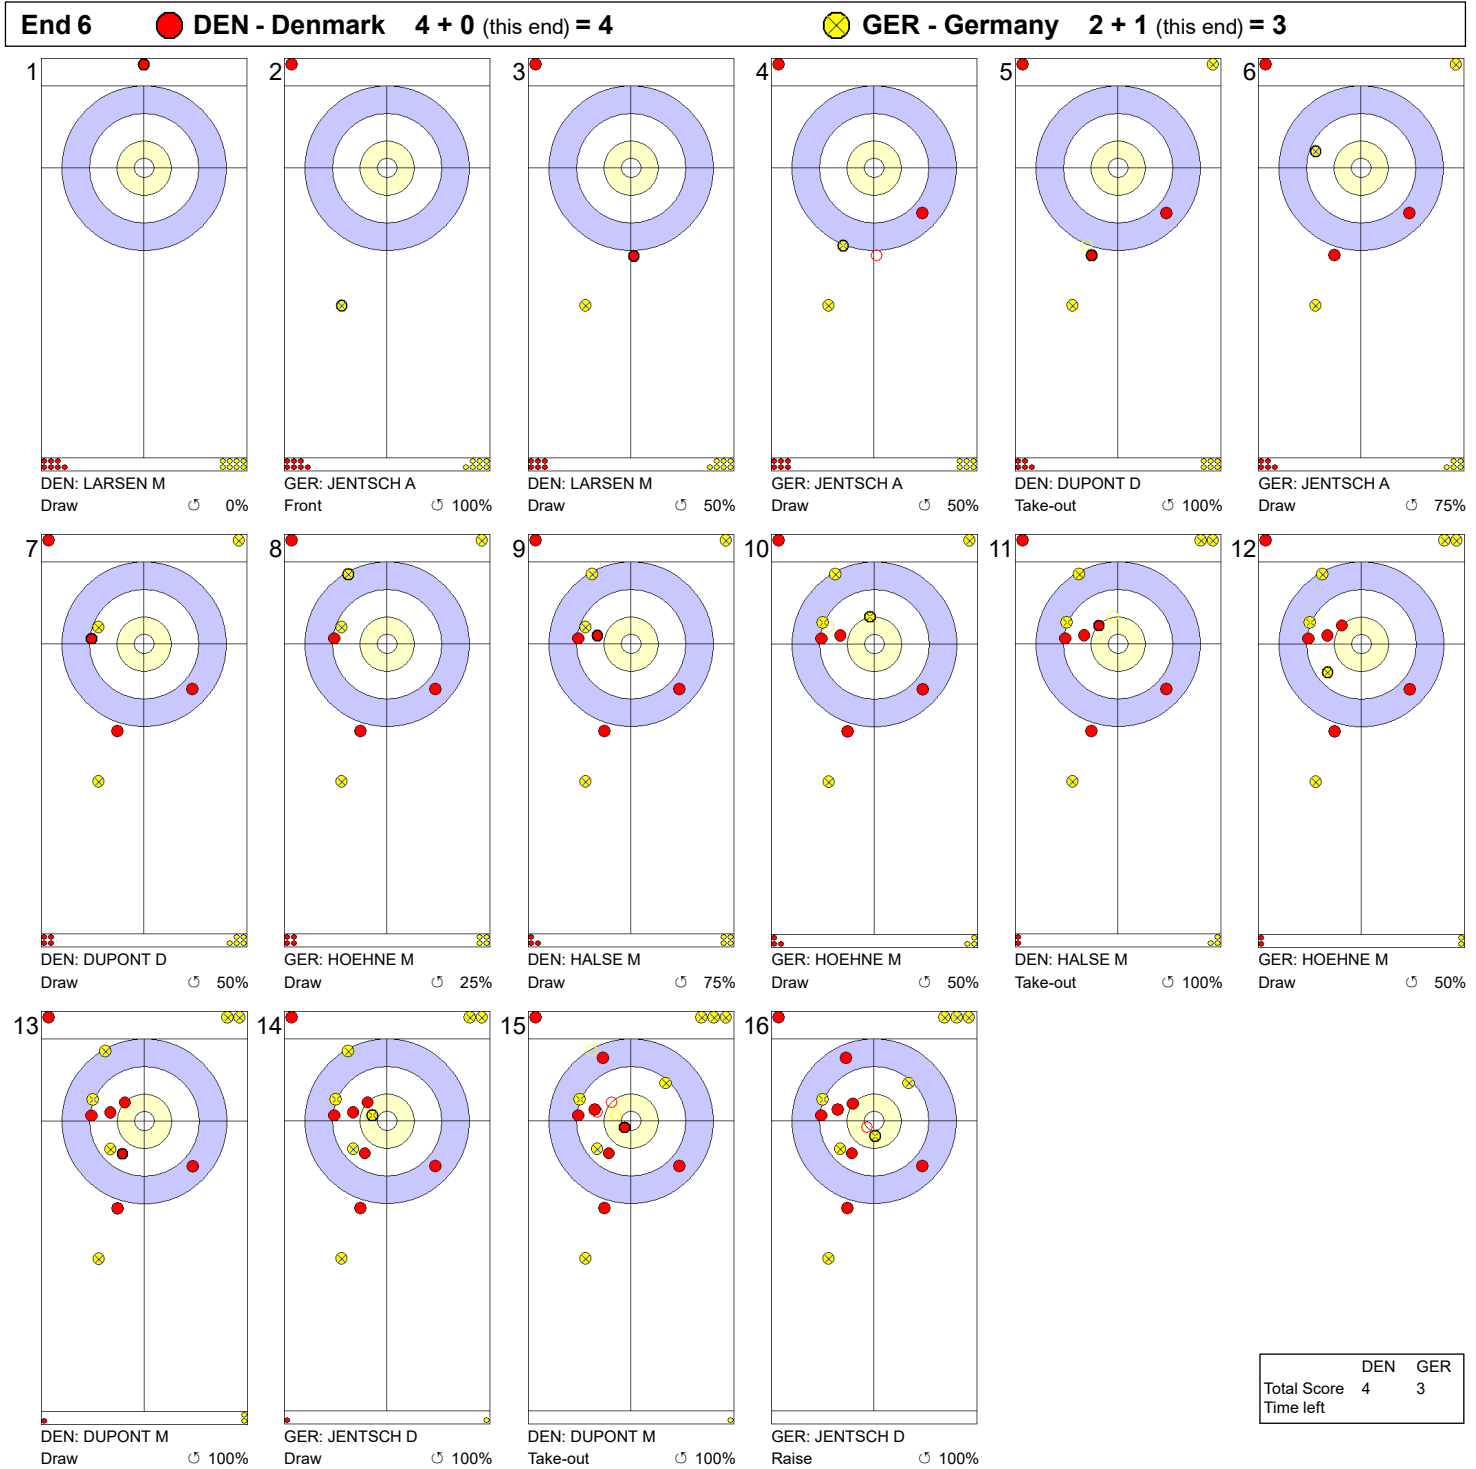 End 6 DEN - Denmark 4 + 0 (this end) = 4 GER - Germany 2 + 1 (this end) = 3
1 2 3 4 5 6
DEN: LARSEN M GER: JENTSCH A DEN: LARSEN M GER: JENTSCH A DEN: DUPONT D GER: JENTSCH A
Draw 0% Front 100% Draw 50% Draw 50% Take-out 100% Draw 75%
7 8 9 10 11 12
DEN: DUPONT D GER: HOEHNE M DEN: HALSE M GER: HOEHNE M DEN: HALSE M GER: HOEHNE M
Draw 50% Draw 25% Draw 75% Draw 50% Take-out 100% Draw 50%
13 14 15 16
DEN: DUPONT M GER: JENTSCH D DEN: DUPONT M GER: JENTSCH D
Draw 100% Draw 100% Take-out 100% Raise 100%
DEN GER
Total Score 4 3
Time left